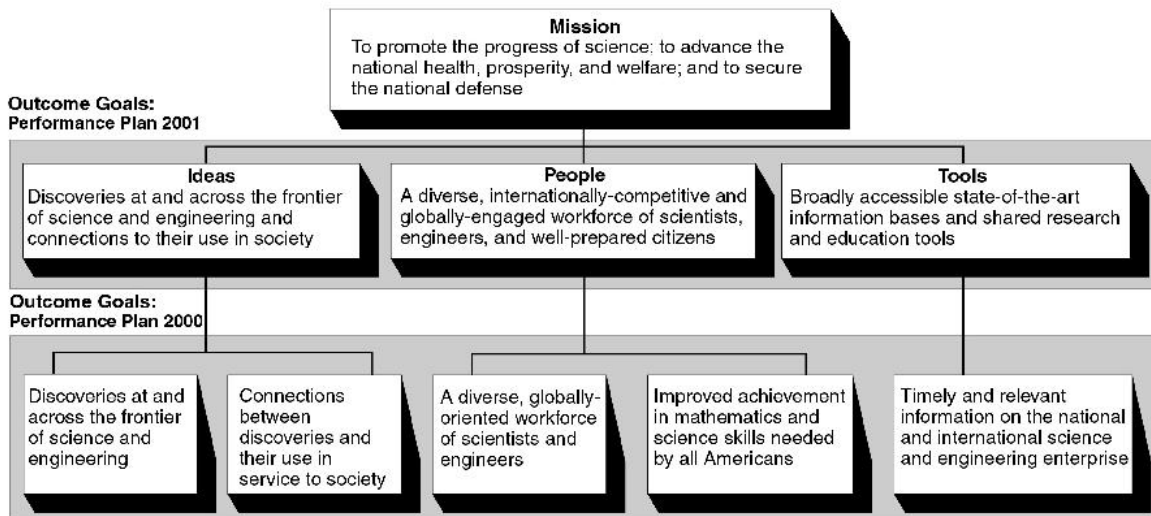 Mission
To promote the progress of science: to advance the
national health, prosperity, and welfare; and to secure
the national defense
Outcome Goals:
Performance Plan 2001
Ideas
Discoveries at and across the frontier
of science and engineering and
connections to their use in society
People
A diverse, internationally-competitive and
globally-engaged workforce of scientists,
engineers, and well-prepared citizens
Tools
Broadly accessible state-of-the-art
information bases and shared research
and education tools
Outcome Goals:
Performance Plan 2000
Discoveries at and
across the frontier
of science and
engineering
Connections
between
discoveries and
their use in
service to society
A diverse, globally-
oriented workforce
of scientists and
engineers
Improved achievement
in mathematics and
science skills needed
by all Americans
Timely and relevant
information on the national
and international science
and engineering enterprise